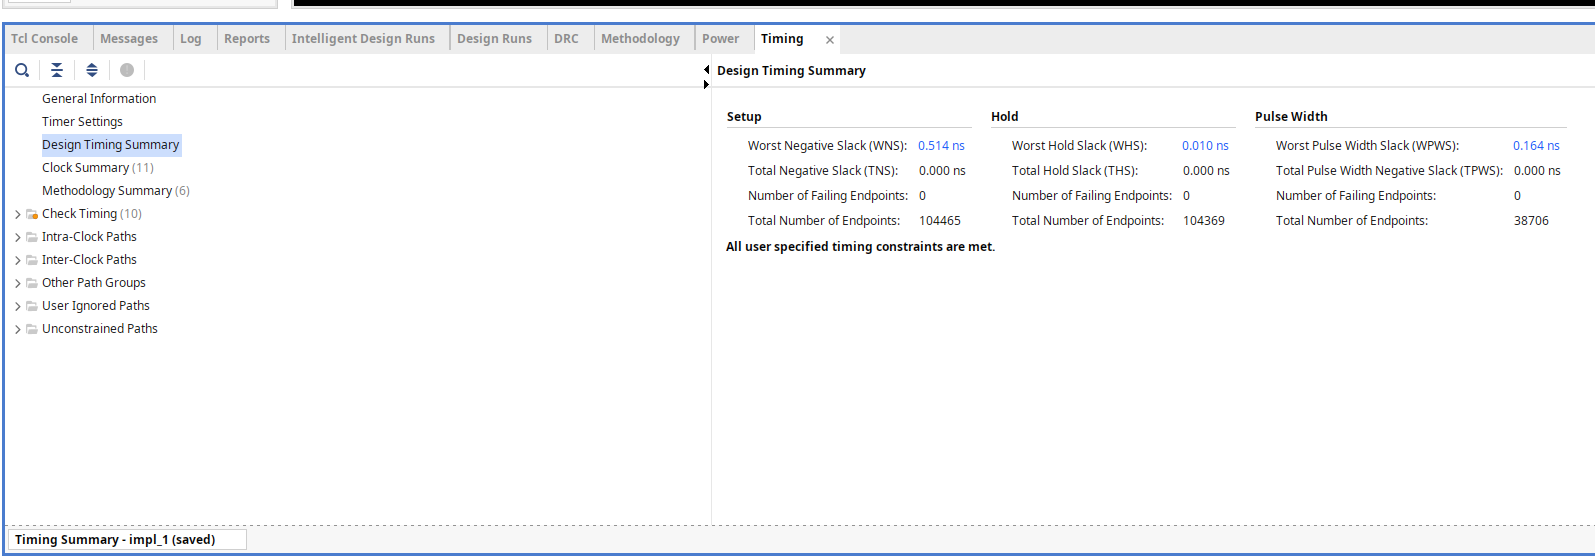 Tcl Console Messages Log Reports Intelligent Design Runs Design Runs DRC Methodology Power Timing ×
Design Timing Summary
General Information
Timer Settings
Design Timing Summary
Clock Summary (11)
Methodology Summary (6)
Check Timing (10)
Intra-Clock Paths
Inter-Clock Paths
Other Path Groups
User Ignored Paths
Unconstrained Paths
Setup
Worst Negative Slack (WNS): 0.514 ns
Total Negative Slack (TNS): 0.000 ns
Number of Failing Endpoints: 0
Total Number of Endpoints: 104465
Hold
Worst Hold Slack (WHS): 0.010 ns
Total Hold Slack (THS): 0.000 ns
Number of Failing Endpoints: 0
Total Number of Endpoints: 104369
Pulse Width
Worst Pulse Width Slack (WPWS): 0.164 ns
Total Pulse Width Negative Slack (TPWS): 0.000 ns
Number of Failing Endpoints: 0
Total Number of Endpoints: 38706
All user specified timing constraints are met.
Timing Summary - impl_1 (saved)